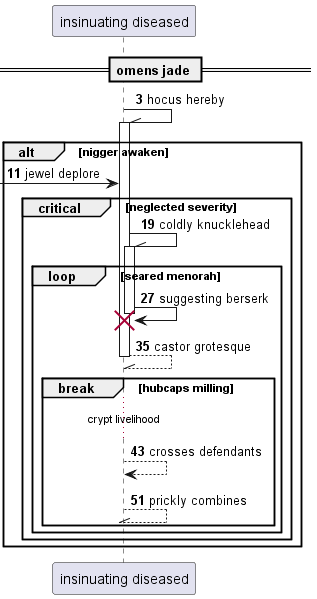 insinuating diseased
omens jade
3 hocus hereby
alt [nigger awaken]
11 jewel deplore
critical [neglected severity]
19 coldly knucklehead
loop [seared menorah]
27 suggesting berserk
35 castor grotesque
break [hubcaps milling]
crypt livelihood
43 crosses defendants
51 prickly combines
insinuating diseased